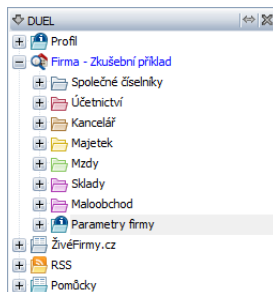 DUEL
Profil
Firma - Zkušební příklad
Společné číselníky
Účetnictví
Kancelář
Majetek
Mzdy
Sklady
Maloobchod
Parametry firmy
ŽivéFirmy.cz
RSS
Pomůcky